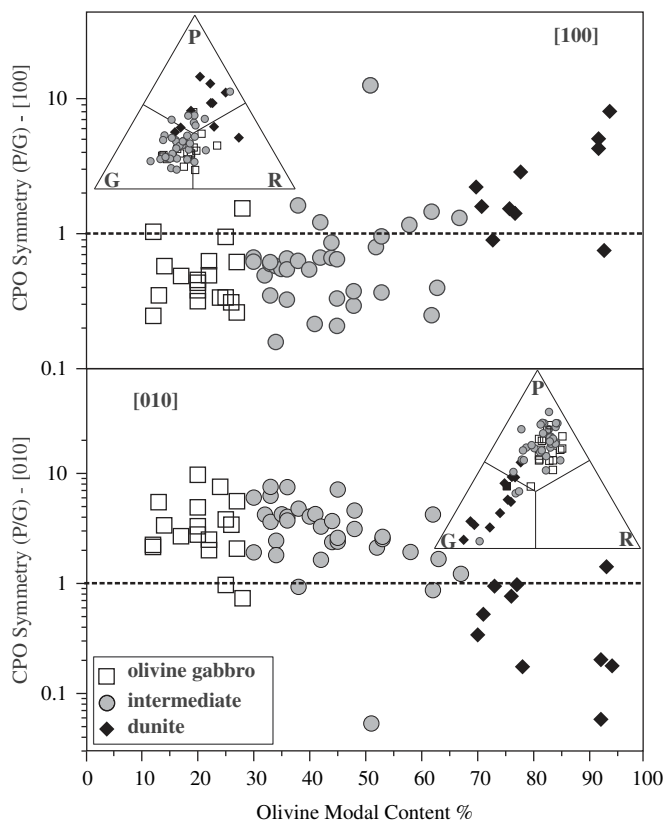 CPO Symmetry (P/G) - [100]
[100]
P
G
R
10
1
0.1
CPO Symmetry (P/G) - [010]
[010]
P
G
R
10
1
0.1
olivine gabbro
intermediate
dunite
0 10 20 30 40 50 60 70 80 90 100
Olivine Modal Content %